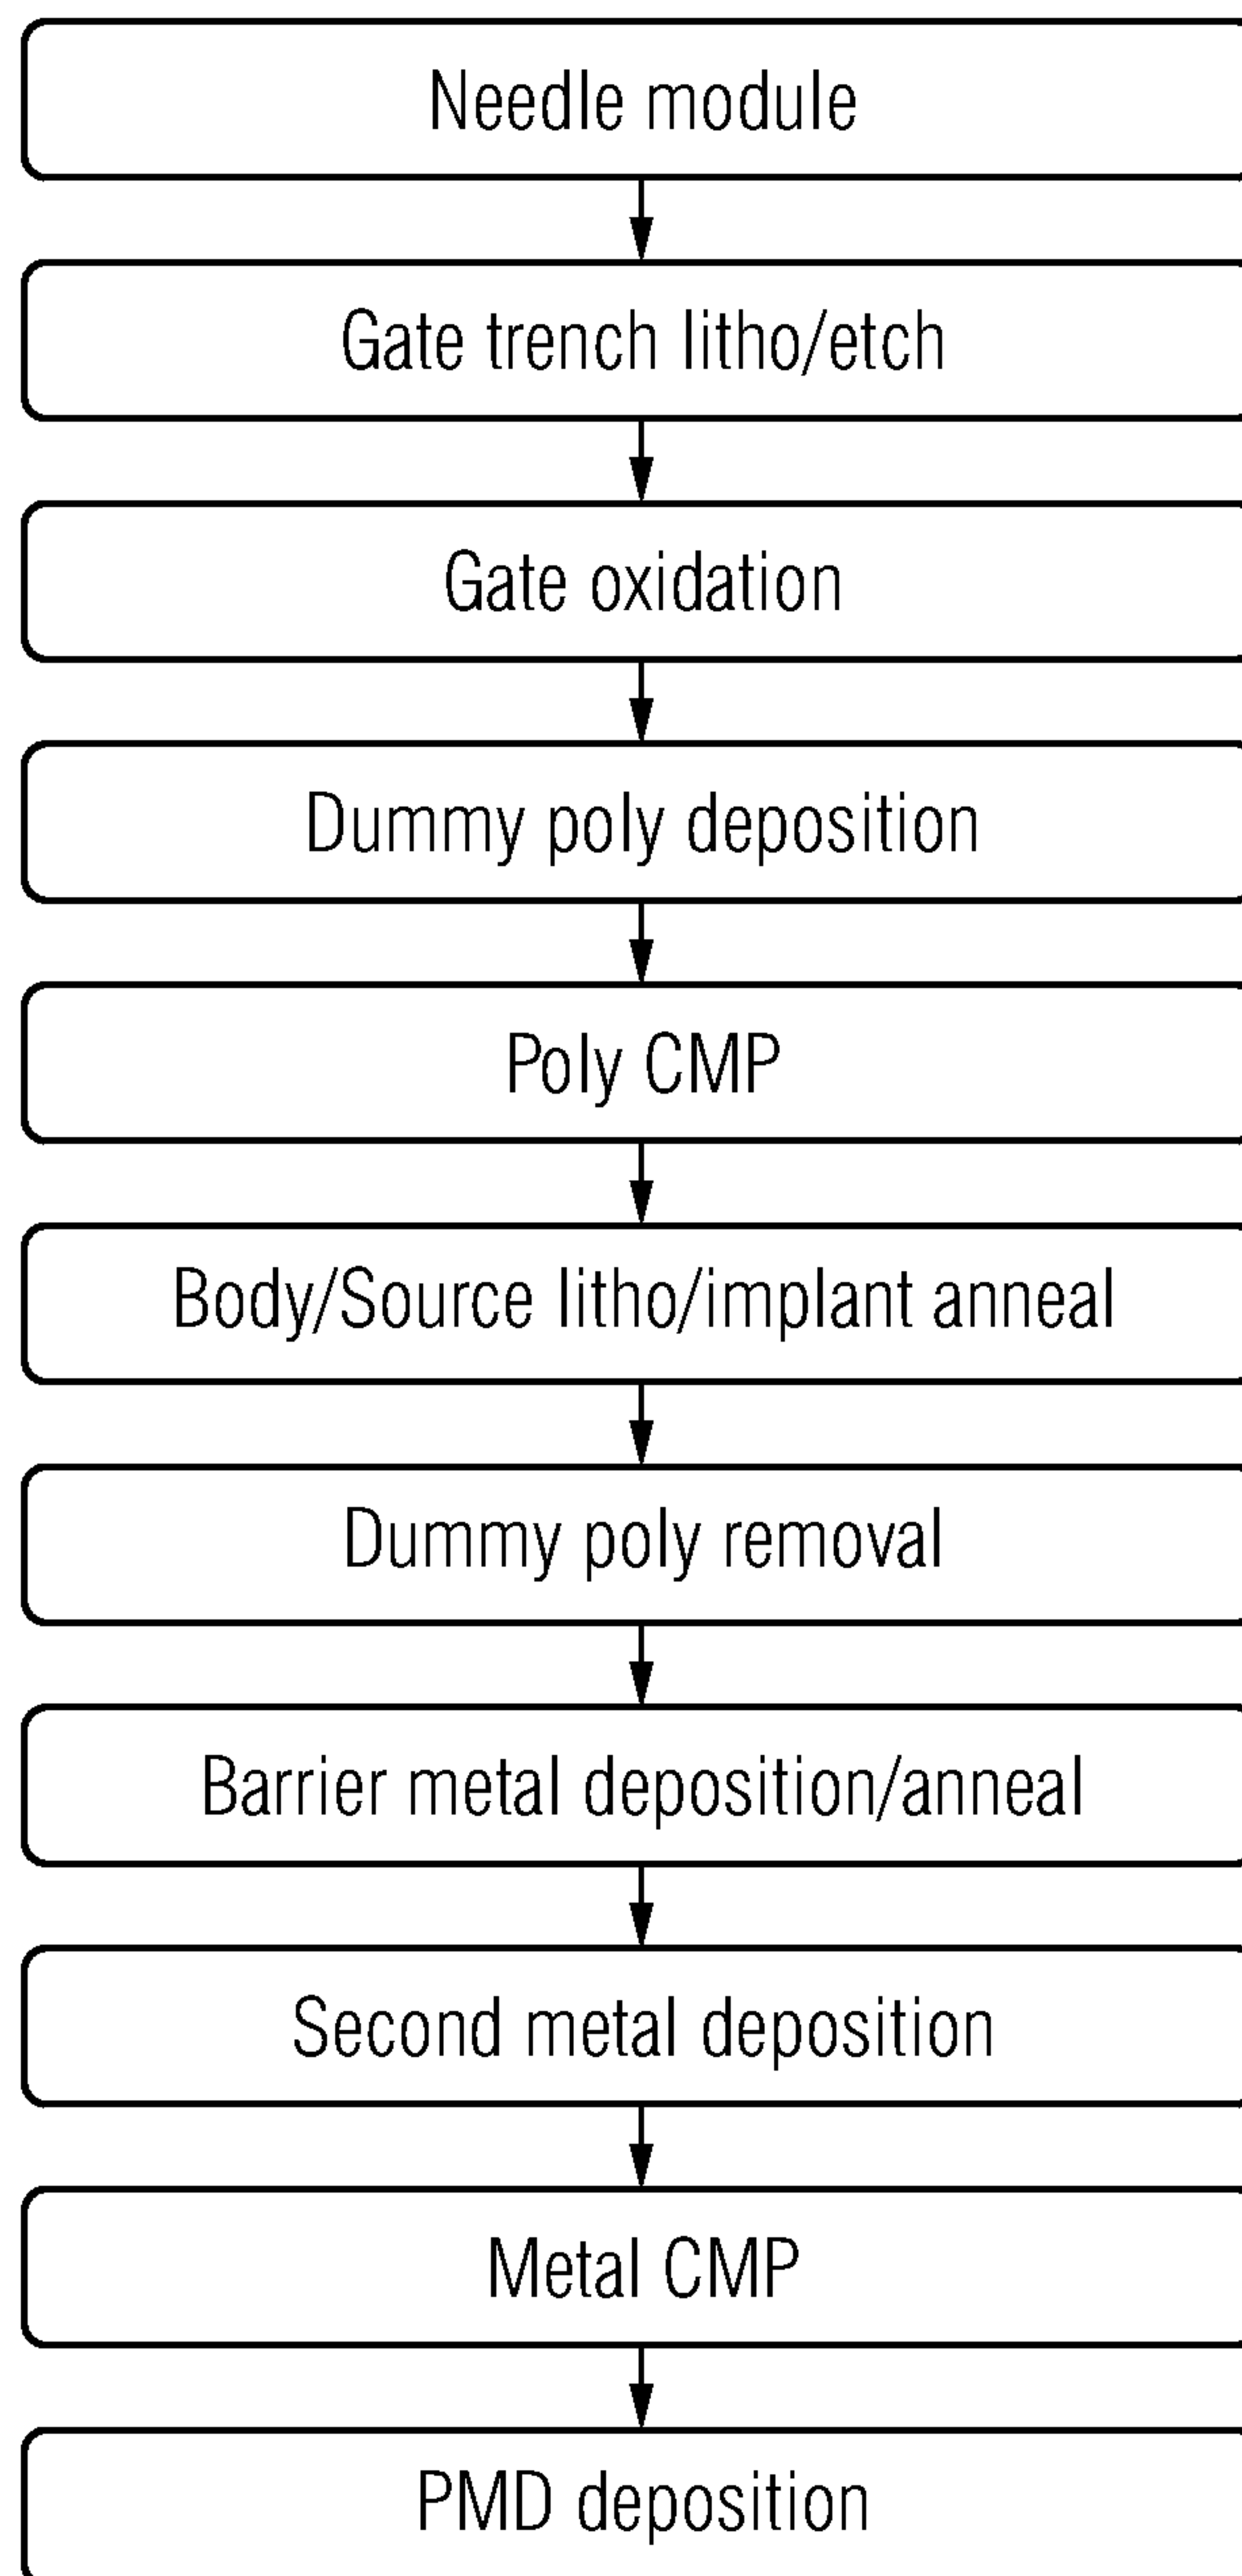 Needle module
Gate trench litho/etch
Gate oxidation
Dummy poly deposition
Poly CMP
Body/Source litho/implant anneal
Dummy poly removal
Barrier metal deposition/anneal
Second metal deposition
Metal CMP
PMD deposition